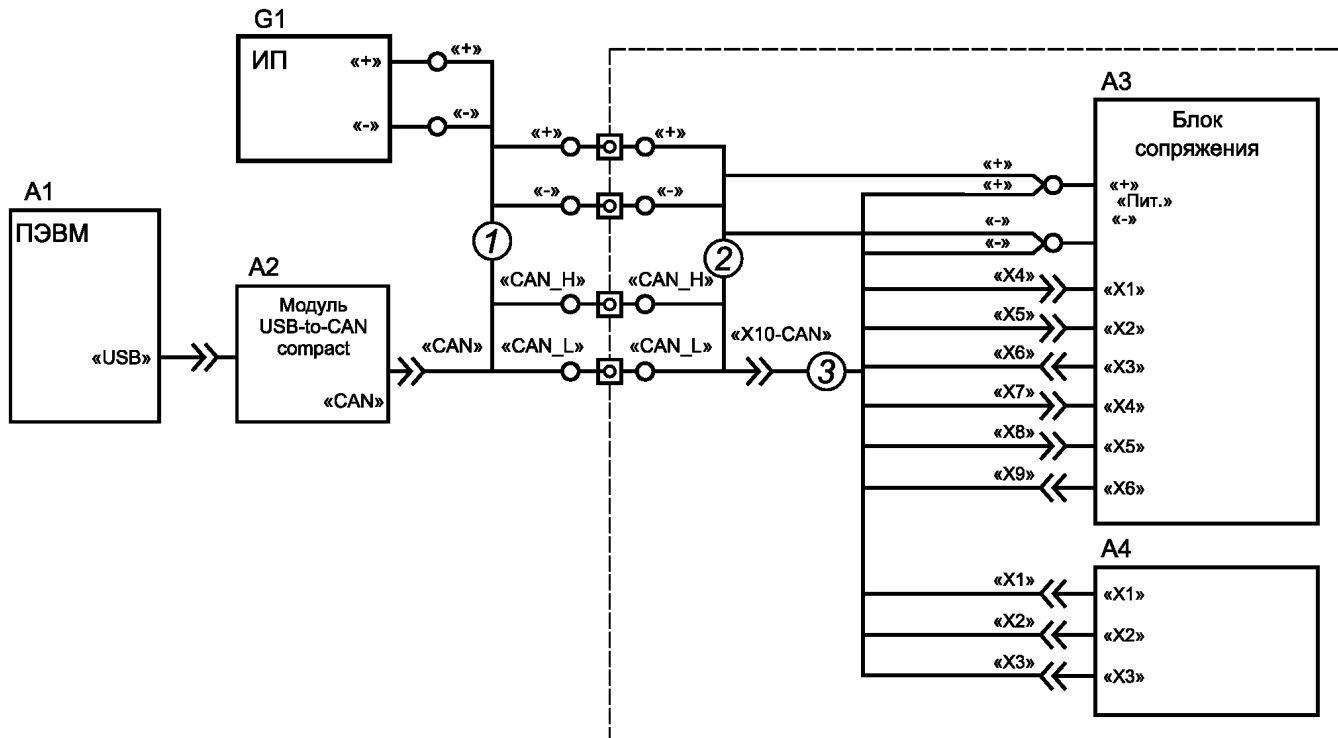 G1
ИП
«+»
«+»
«-»
«-»
A1
ПЭВМ
«USB»
A2
Модуль
USB-to-CAN
compact
«CAN»
«CAN»
1
«+»
«+»
«-»
«-»
«CAN_H»
«CAN_H»
«CAN_L»
«CAN_L»
2
«X10-CAN»
3
A3
Блок
сопряжения
«+»
«+»
«+»
«Пит.»
«-»
«-»
«-»
«X4»
«X1»
«X5»
«X2»
«X6»
«X3»
«X7»
«X4»
«X8»
«X5»
«X9»
«X6»
A4
«X1»
«X1»
«X2»
«X2»
«X3»
«X3»